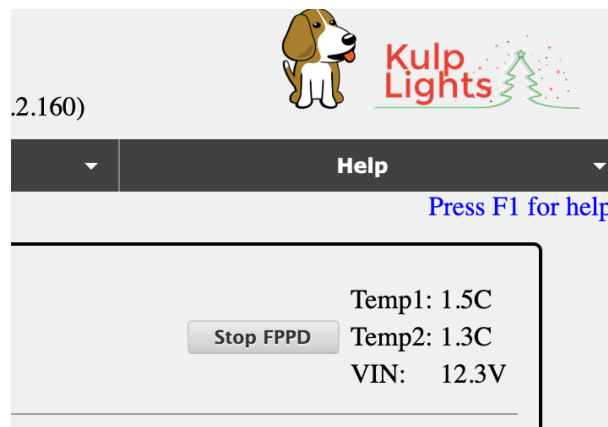 Kulp
Lights
.2.160)
Help
Press F1 for help
Temp1: 1.5C
Stop FPPD
Temp2: 1.3C
VIN: 12.3V